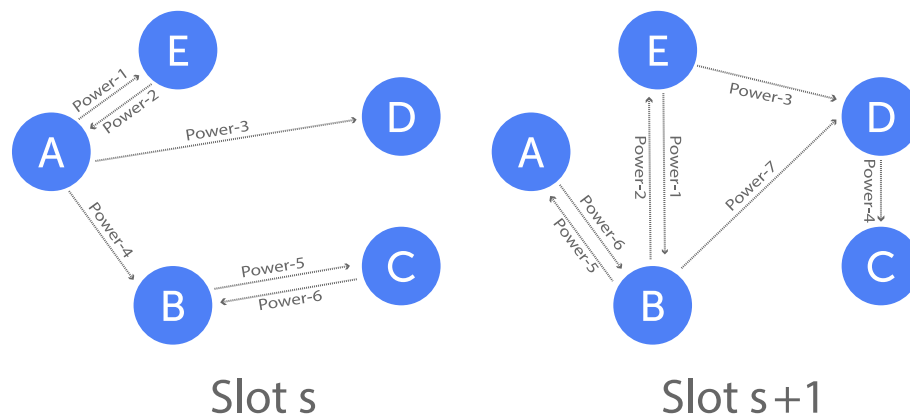 E
Power-1
Power-2
A
Power-3
D
Power-4
Power-5
C
Power-6
B
Slot s
E
Power-3
D
A
Power-6
Power-5
Power-2
Power-1
Power-7
Power-4
C
B
Slot s+1